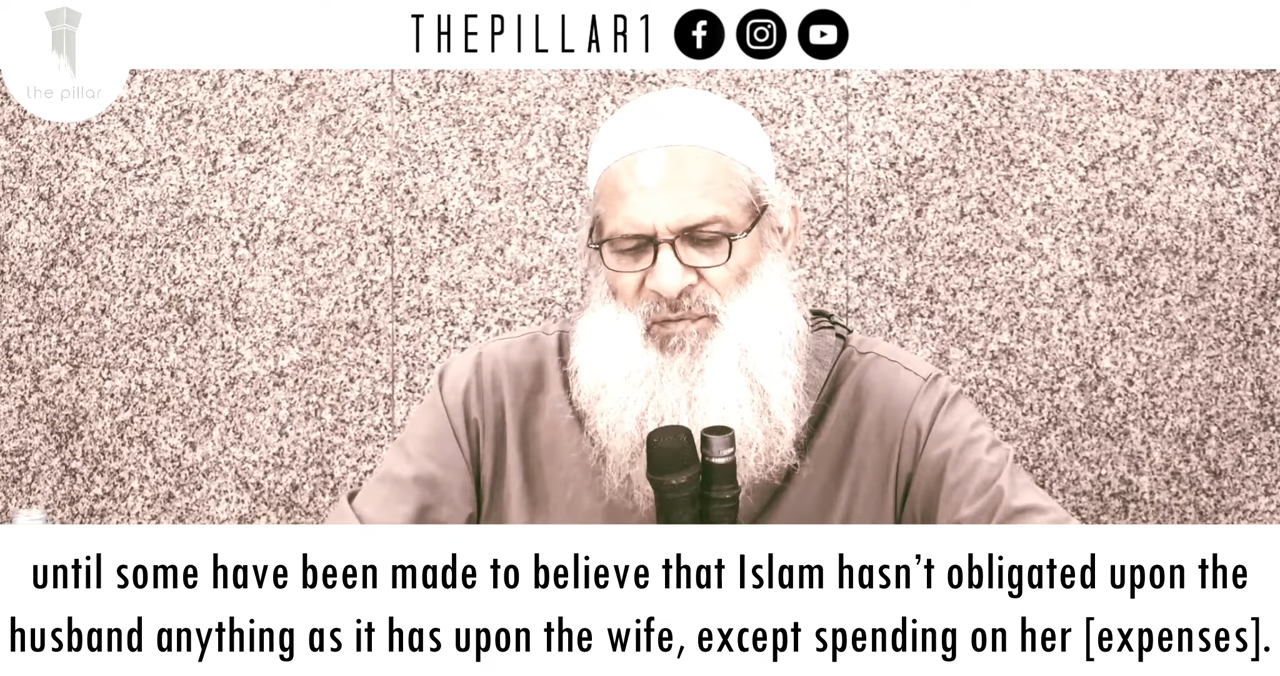 THEPILLAR1
the pillar
until some have been made to believe that Islam hasn’t obligated upon the
husband anything as it has upon the wife, except spending on her [expenses].